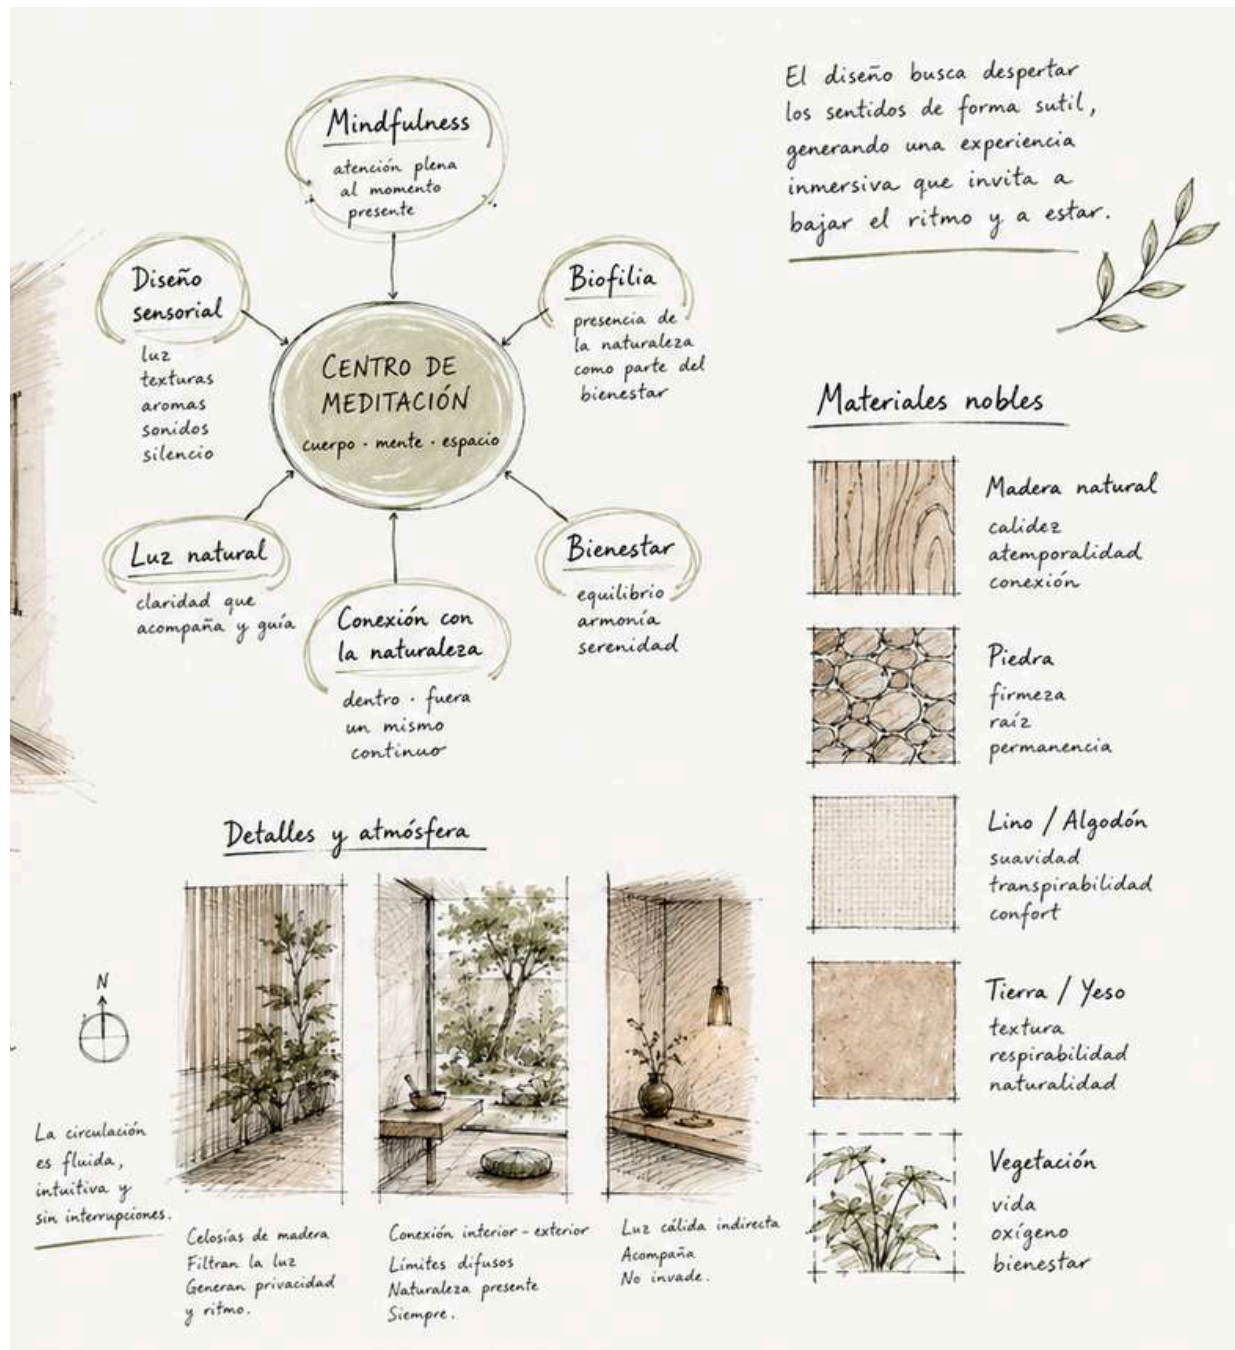 Mindfulness
atención plena
al momento
presente
Diseño
sensorial
luz
texturas
aromas
sonidos
silencio
Biofilia
presencia de
la naturaleza
como parte del
bienestar
CENTRO DE
MEDITACIÓN
cuerpo · mente · espacio
Luz natural
claridad que
acompaña y guía
Conexión con
la naturaleza
dentro · fuera
un mismo
continuo
Bienestar
equilibrio
armonía
serenidad
El diseño busca despertar
los sentidos de forma sutil,
generando una experiencia
inmersiva que invita a
bajar el ritmo y a estar.
Materiales nobles
Madera natural
calidez
atemporalidad
conexión
Piedra
firmeza
raíz
permanencia
Lino / Algodón
suavidad
transpirabilidad
confort
Tierra / Yeso
textura
respirabilidad
naturalidad
Vegetación
vida
oxígeno
bienestar
Detalles y atmósfera
N
La circulación
es fluida,
intuitiva y
sin interrupciones.
Celosías de madera
Filtran la luz
Generan privacidad
y ritmo.
Conexión interior - exterior
Límites difusos
Naturaleza presente
Siempre.
Luz cálida indirecta
Acompaña
No invade.